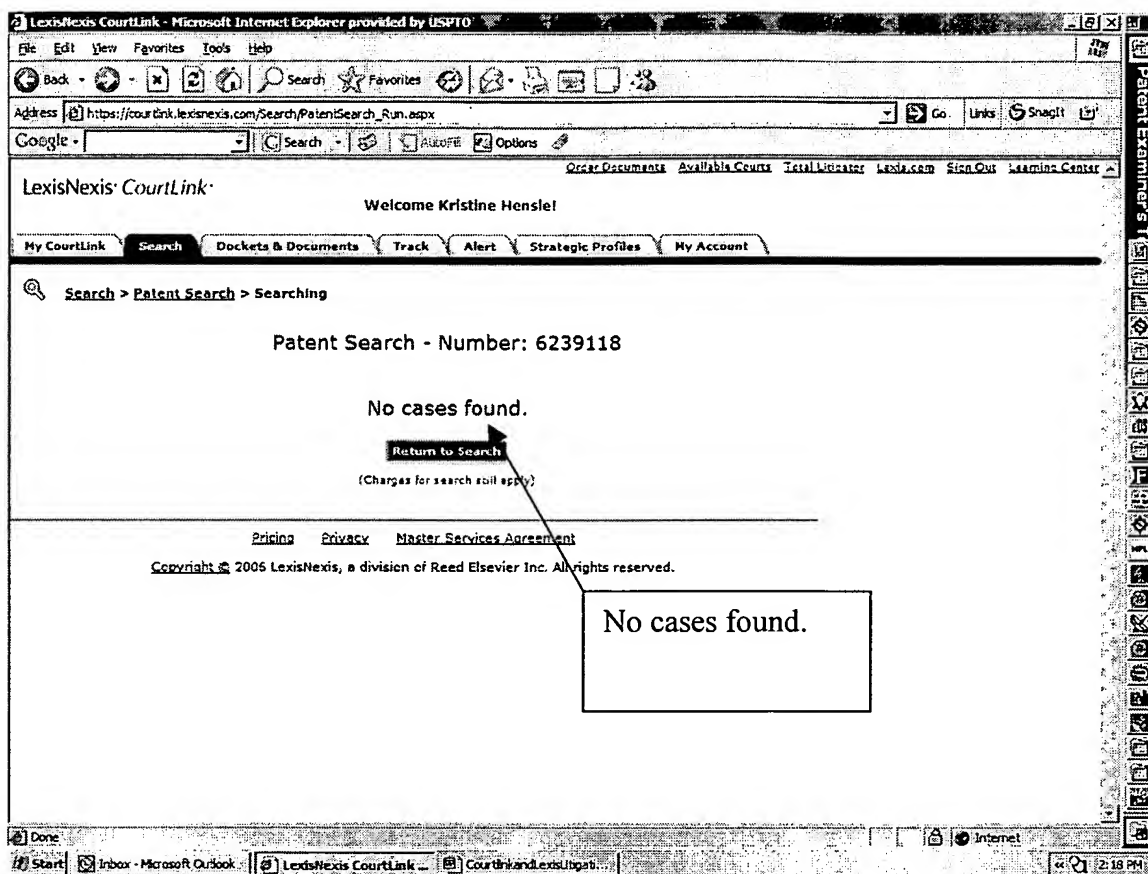 LexisNexis CourtLink - Microsoft Internet Explorer provided by USPTO
File Edit View Favorites Tools Help
Back Search Favorites
Address https://courtlink.lexisnexis.com/Search/PatentSearch_Run.aspx Go Links SnagIt
Google Search AutoFill Options
Order Documents Available Courts Total Litigator Lexis.com Sign Out Learning Center
LexisNexis CourtLink
Welcome Kristine Hensle!
My CourtLink Search Dockets & Documents Track Alert Strategic Profiles My Account
Search > Patent Search > Searching
Patent Search - Number: 6239118
No cases found.
Return to Search
(Charges for search still apply)
Pricing Privacy Master Services Agreement
Copyright © 2006 LexisNexis, a division of Reed Elsevier Inc. All rights reserved.
No cases found.
Done Internet
Start Inbox - Microsoft Outlook LexisNexis CourtLink ... CourtlinkandLexisLitigati... 2:18 PM
Patent Examiner's